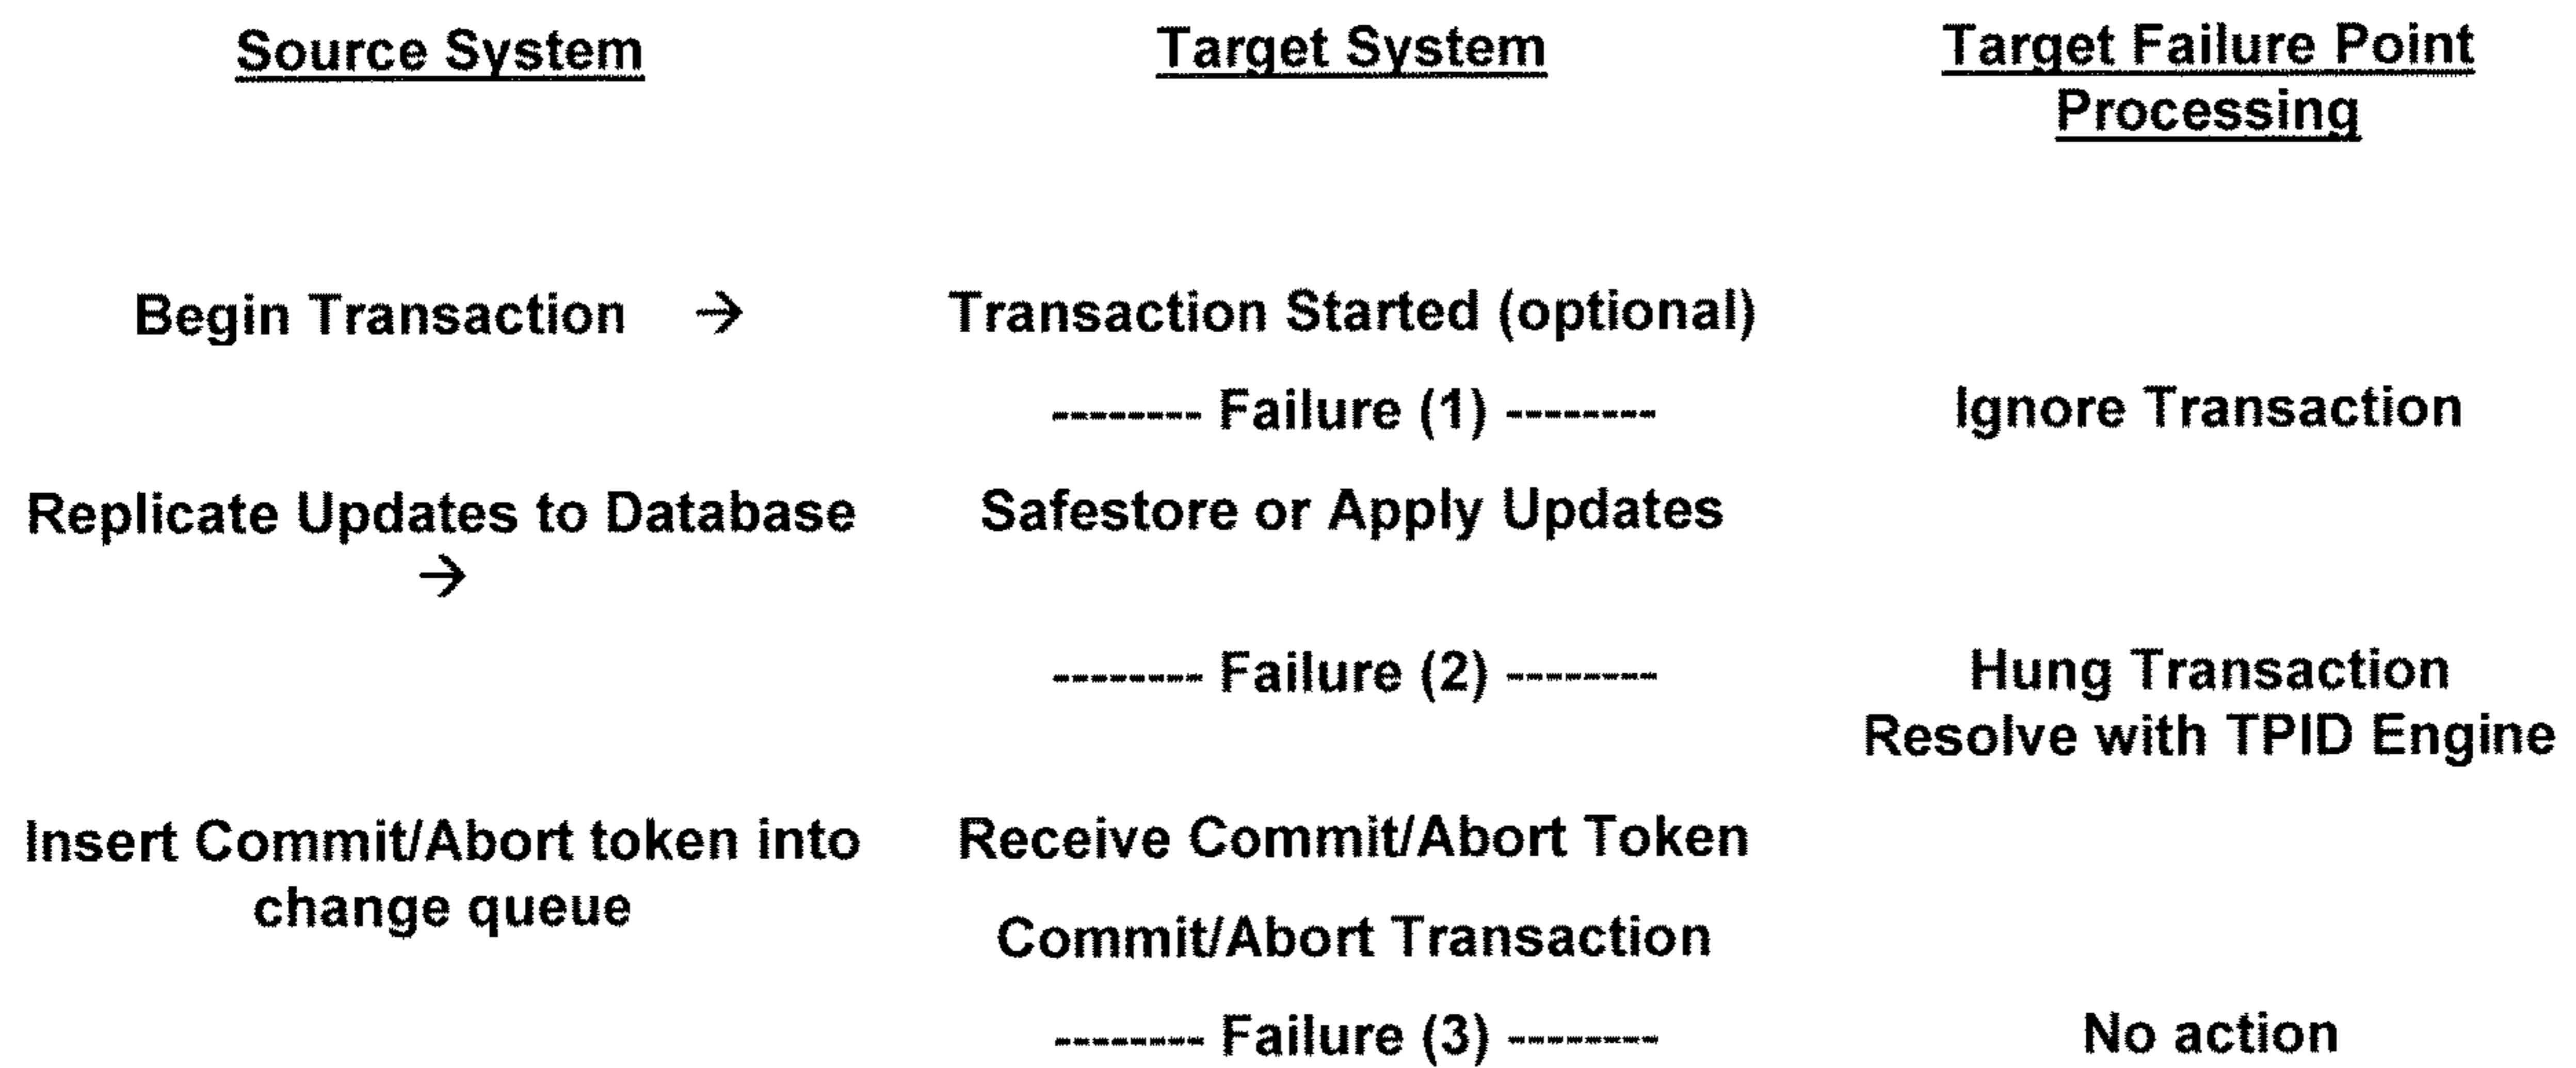 Source System
Target System
Target Failure Point
Processing
Begin Transaction →
Transaction Started (optional)
-------- Failure (1) --------
Ignore Transaction
Replicate Updates to Database
→
Safestore or Apply Updates
-------- Failure (2) --------
Hung Transaction
Resolve with TPID Engine
Insert Commit/Abort token into
change queue
Receive Commit/Abort Token
Commit/Abort Transaction
-------- Failure (3) --------
No action